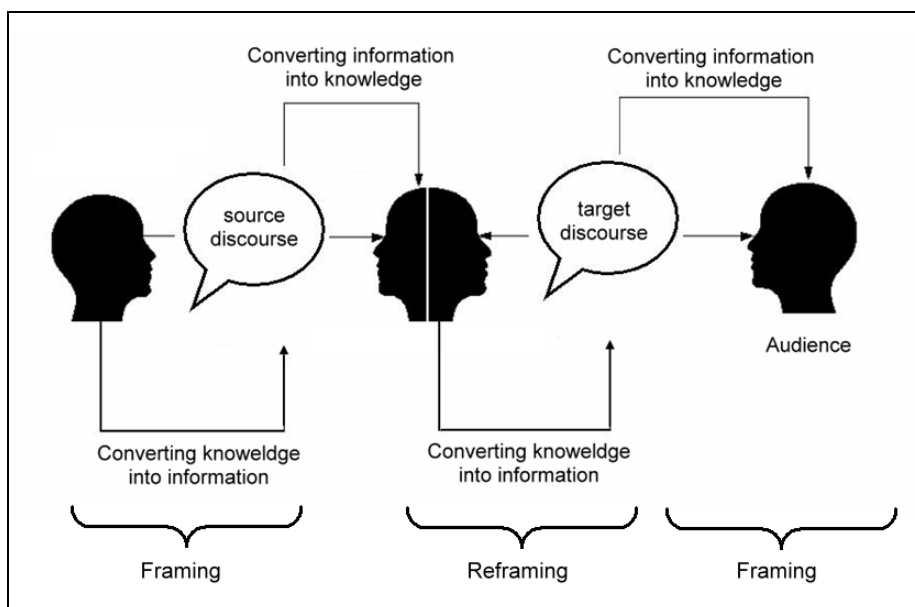 Converting information
into knowledge
Converting information
into knowledge
source
discourse
target
discourse
Audience
Converting knoweldge
into information
Converting knoweldge
into information
Framing
Reframing
Framing